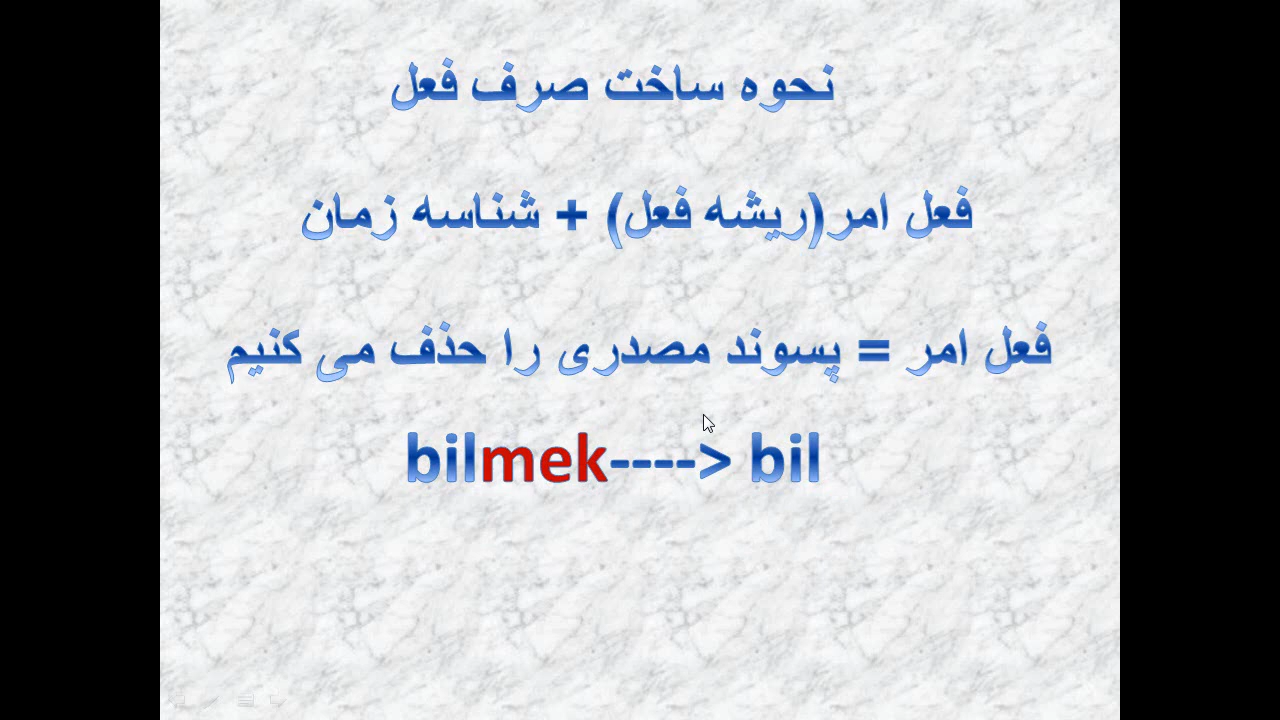 نحوه ساخت صرف فعل
فعل امر(ریشه فعل) + شناسه زمان
فعل امر = پسوند مصدری را حذف می کنیم
bilmek----> bil